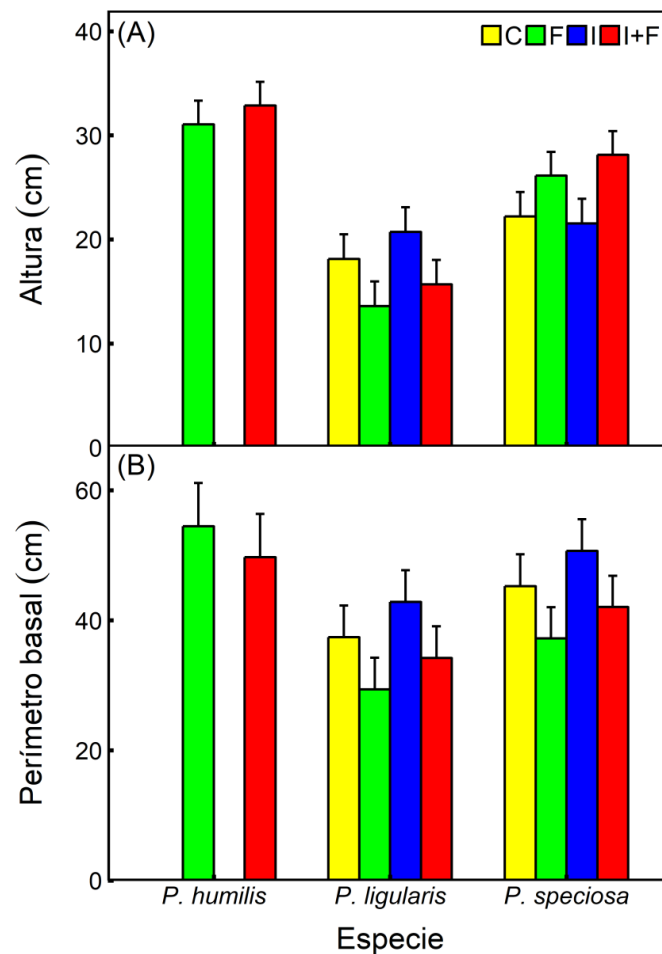 (A)
C F I I+F
40
30
20
10
0
Altura (cm)
(B)
60
40
20
0
Perímetro basal (cm)
P. humilis P. ligularis P. speciosa
Especie